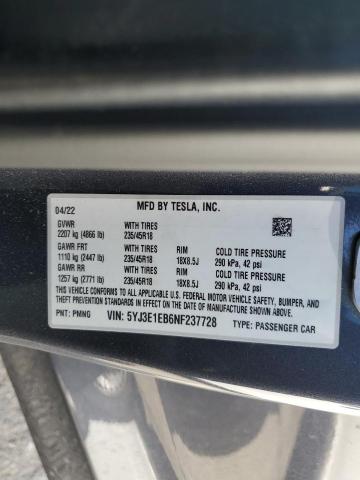 MFD BY TESLA, INC.
04/22
GVWR WITH TIRES
2207 kg (4866 lb) 235/45R18
GAWR FRT WITH TIRES RIM COLD TIRE PRESSURE
1110 kg (2447 lb) 235/45R18 18X8.5J 290 kPa, 42 psi
GAWR RR WITH TIRES RIM COLD TIRE PRESSURE
1257 kg (2771 lb) 235/45R18 18X8.5J 290 kPa, 42 psi
THIS VEHICLE CONFORMS TO ALL APPLICABLE U.S. FEDERAL MOTOR VEHICLE SAFETY, BUMPER, AND
THEFT PREVENTION STANDARDS IN EFFECT ON THE DATE OF MANUFACTURE SHOWN ABOVE.
PNT: PMNG VIN: 5YJ3E1EB6NF237728 TYPE: PASSENGER CAR